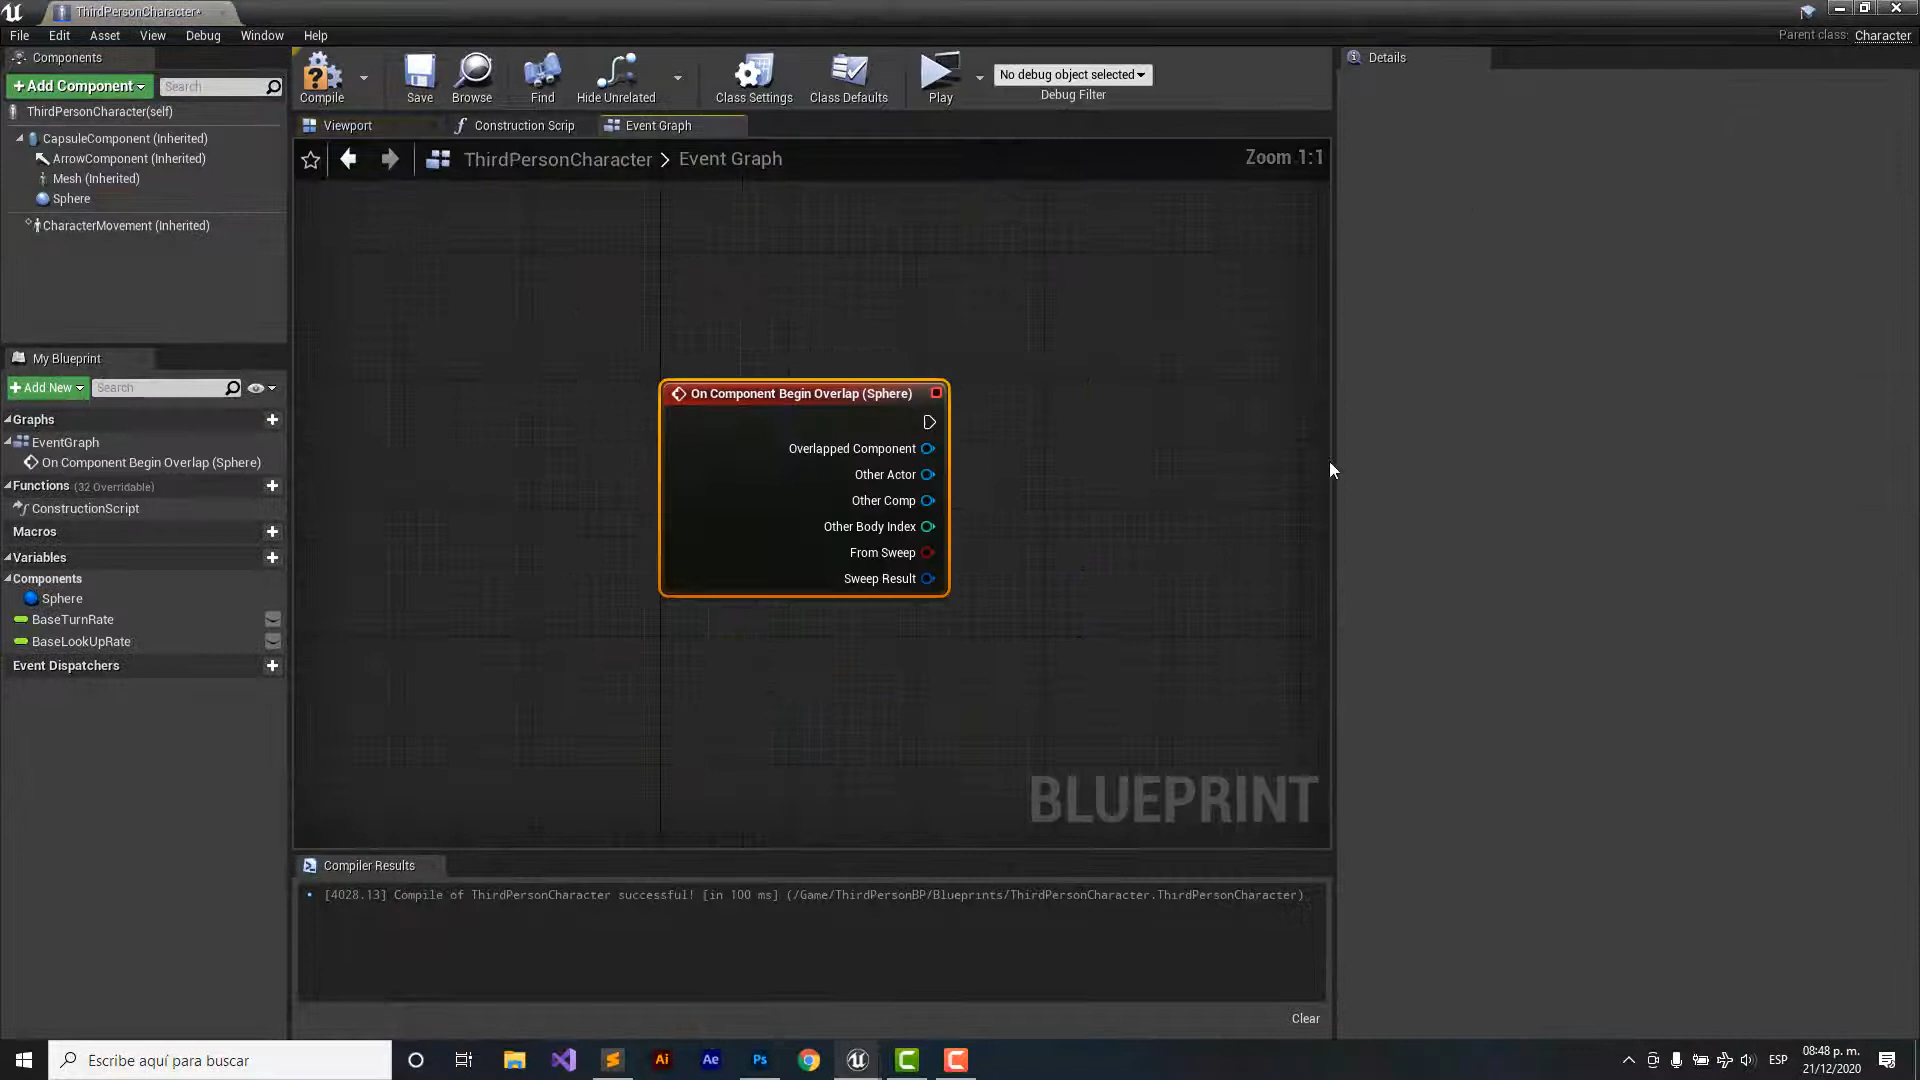 ThirdPersonCharacter*
File Edit Asset View Debug Window Help
Parent class: Character
Components
+Add Component
Search
ThirdPersonCharacter(self)
CapsuleComponent (Inherited)
ArrowComponent (Inherited)
Mesh (Inherited)
Sphere
CharacterMovement (Inherited)
Compile
Save
Browse
Find
Hide Unrelated
Class Settings
Class Defaults
Play
No debug object selected
Debug Filter
Viewport
Construction Scrip
Event Graph
ThirdPersonCharacter > Event Graph
Zoom 1:1
On Component Begin Overlap (Sphere)
Overlapped Component
Other Actor
Other Comp
Other Body Index
From Sweep
Sweep Result
BLUEPRINT
My Blueprint
+Add New
Search
Graphs
EventGraph
On Component Begin Overlap (Sphere)
Functions (32 Overridable)
ConstructionScript
Macros
Variables
Components
Sphere
BaseTurnRate
BaseLookUpRate
Event Dispatchers
Compiler Results
[4028.13] Compile of ThirdPersonCharacter successful! [in 100 ms] (/Game/ThirdPersonBP/Blueprints/ThirdPersonCharacter.ThirdPersonCharacter)
Clear
Details
Escribe aquí para buscar
Ai
Ae
Ps
ESP
08:48 p. m.
21/12/2020